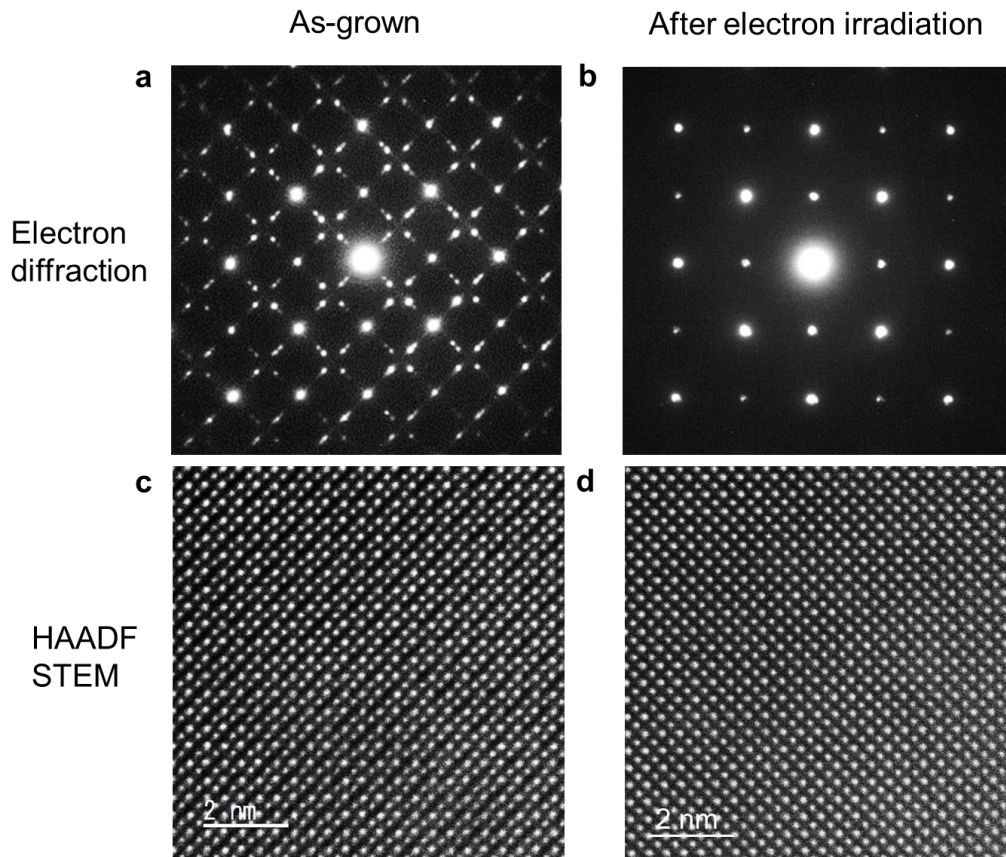 As-grown
After electron irradiation
a
b
Electron
diffraction
c
d
HAADF
STEM
2 nm
2 nm